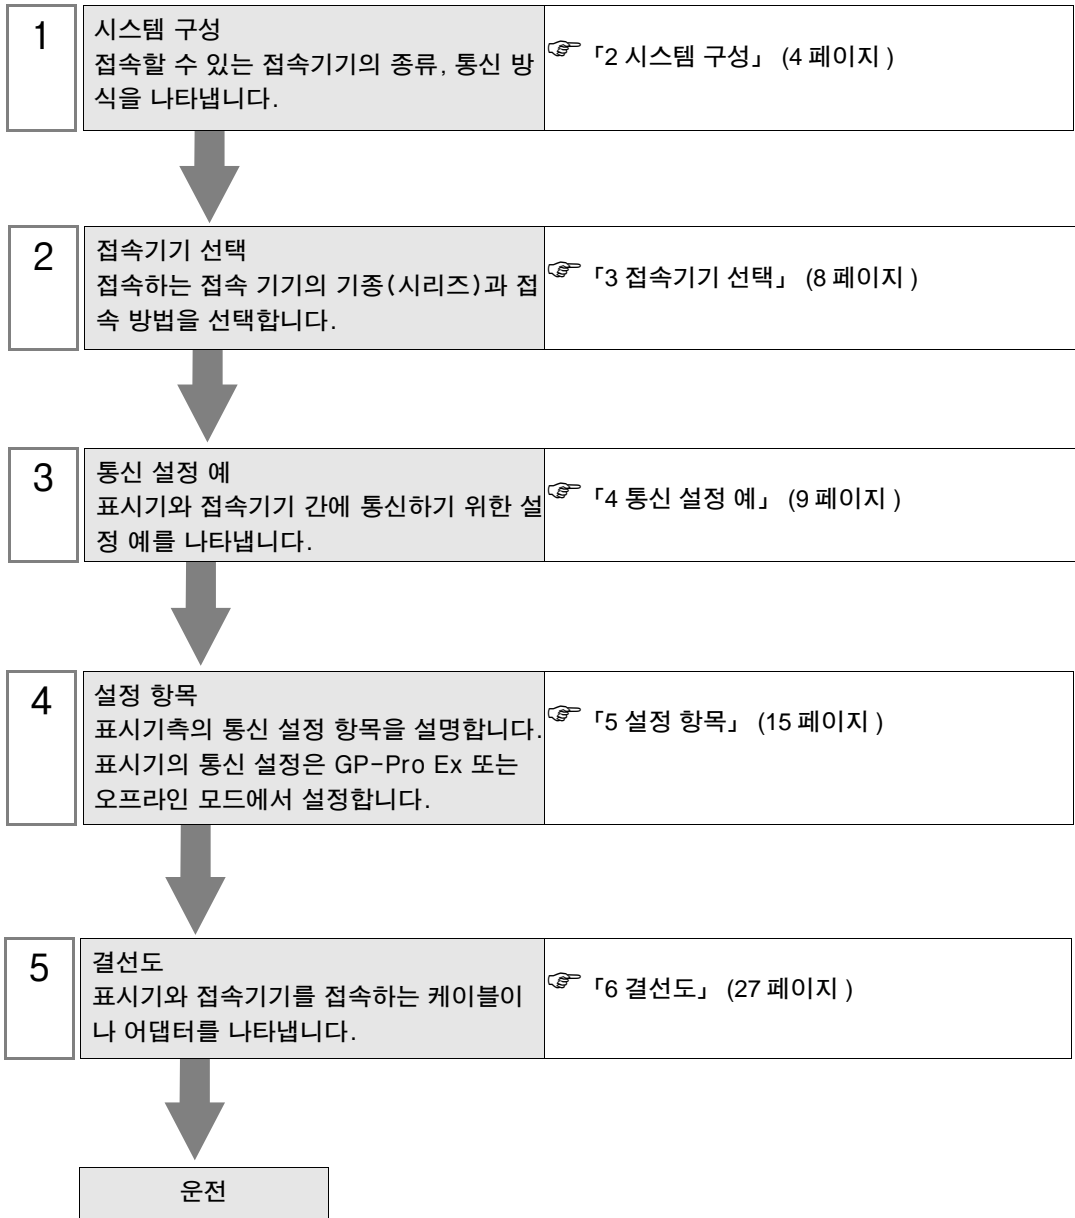 1
시스템 구성
접속할 수 있는 접속기기의 종류, 통신 방
식을 나타냅니다.
☞ 「2 시스템 구성」 (4 페이지 )
2
접속기기 선택
접속하는 접속 기기의 기종(시리즈)과 접
속 방법을 선택합니다.
☞ 「3 접속기기 선택」 (8 페이지 )
3
통신 설정 예
표시기와 접속기기 간에 통신하기 위한 설
정 예를 나타냅니다.
☞ 「4 통신 설정 예」 (9 페이지 )
4
설정 항목
표시기측의 통신 설정 항목을 설명합니다.
표시기의 통신 설정은 GP-Pro Ex 또는
오프라인 모드에서 설정합니다.
☞ 「5 설정 항목」 (15 페이지 )
5
결선도
표시기와 접속기기를 접속하는 케이블이
나 어댑터를 나타냅니다.
☞ 「6 결선도」 (27 페이지 )
운전